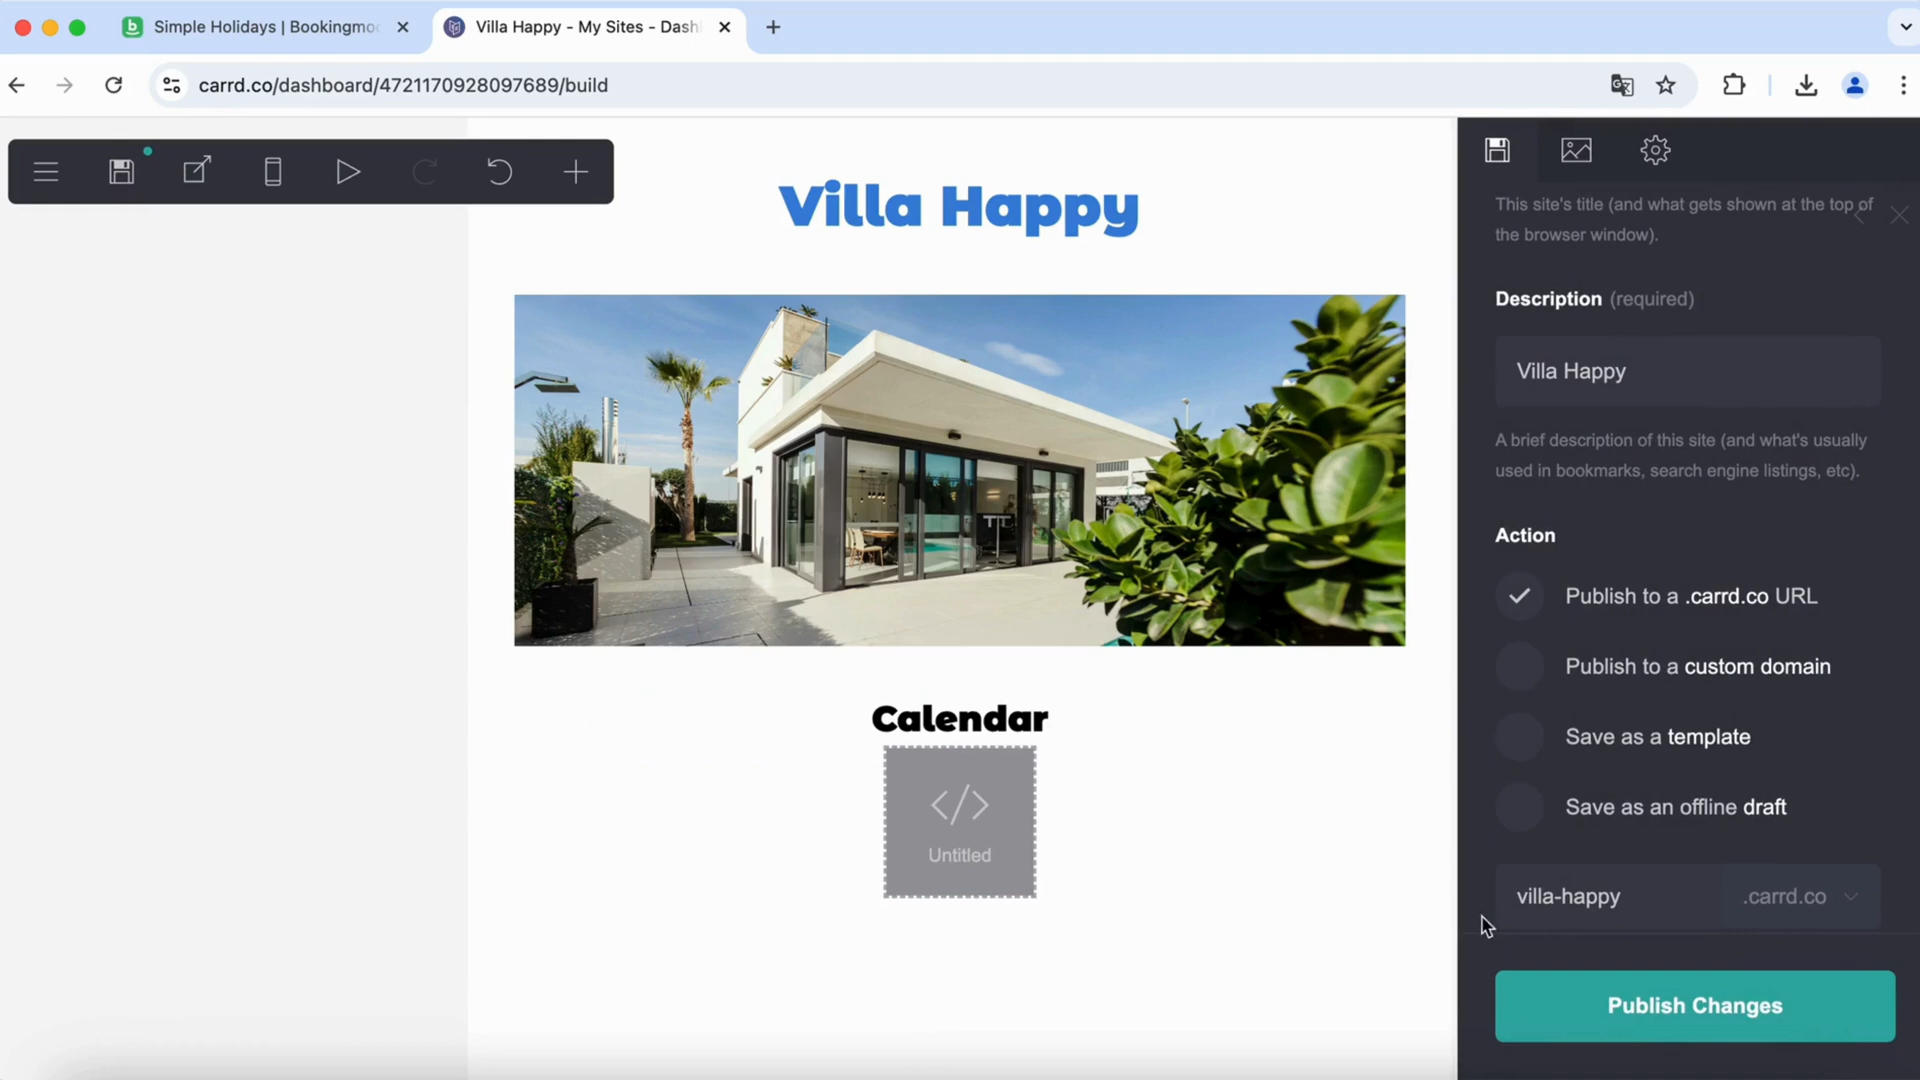 Simple Holidays | Bookingmo
Villa Happy - My Sites - Dash
carrd.co/dashboard/4721170928097689/build
Villa Happy
Calendar
Untitled
This site's title (and what gets shown at the top of
the browser window).
Description (required)
Villa Happy
A brief description of this site (and what's usually
used in bookmarks, search engine listings, etc).
Action
Publish to a .carrd.co URL
Publish to a custom domain
Save as a template
Save as an offline draft
villa-happy .carrd.co
Publish Changes